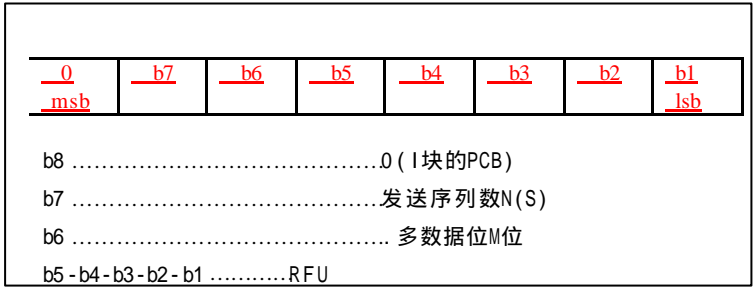 0 b7 b6 b5 b4 b3 b2 b1
msb lsb
b8 ..........................................0(I块的PCB)
b7 ..........................................发送序列数N(S)
b6 .......................................... 多数据位M位
b5-b4-b3-b2-b1 ...........RFU